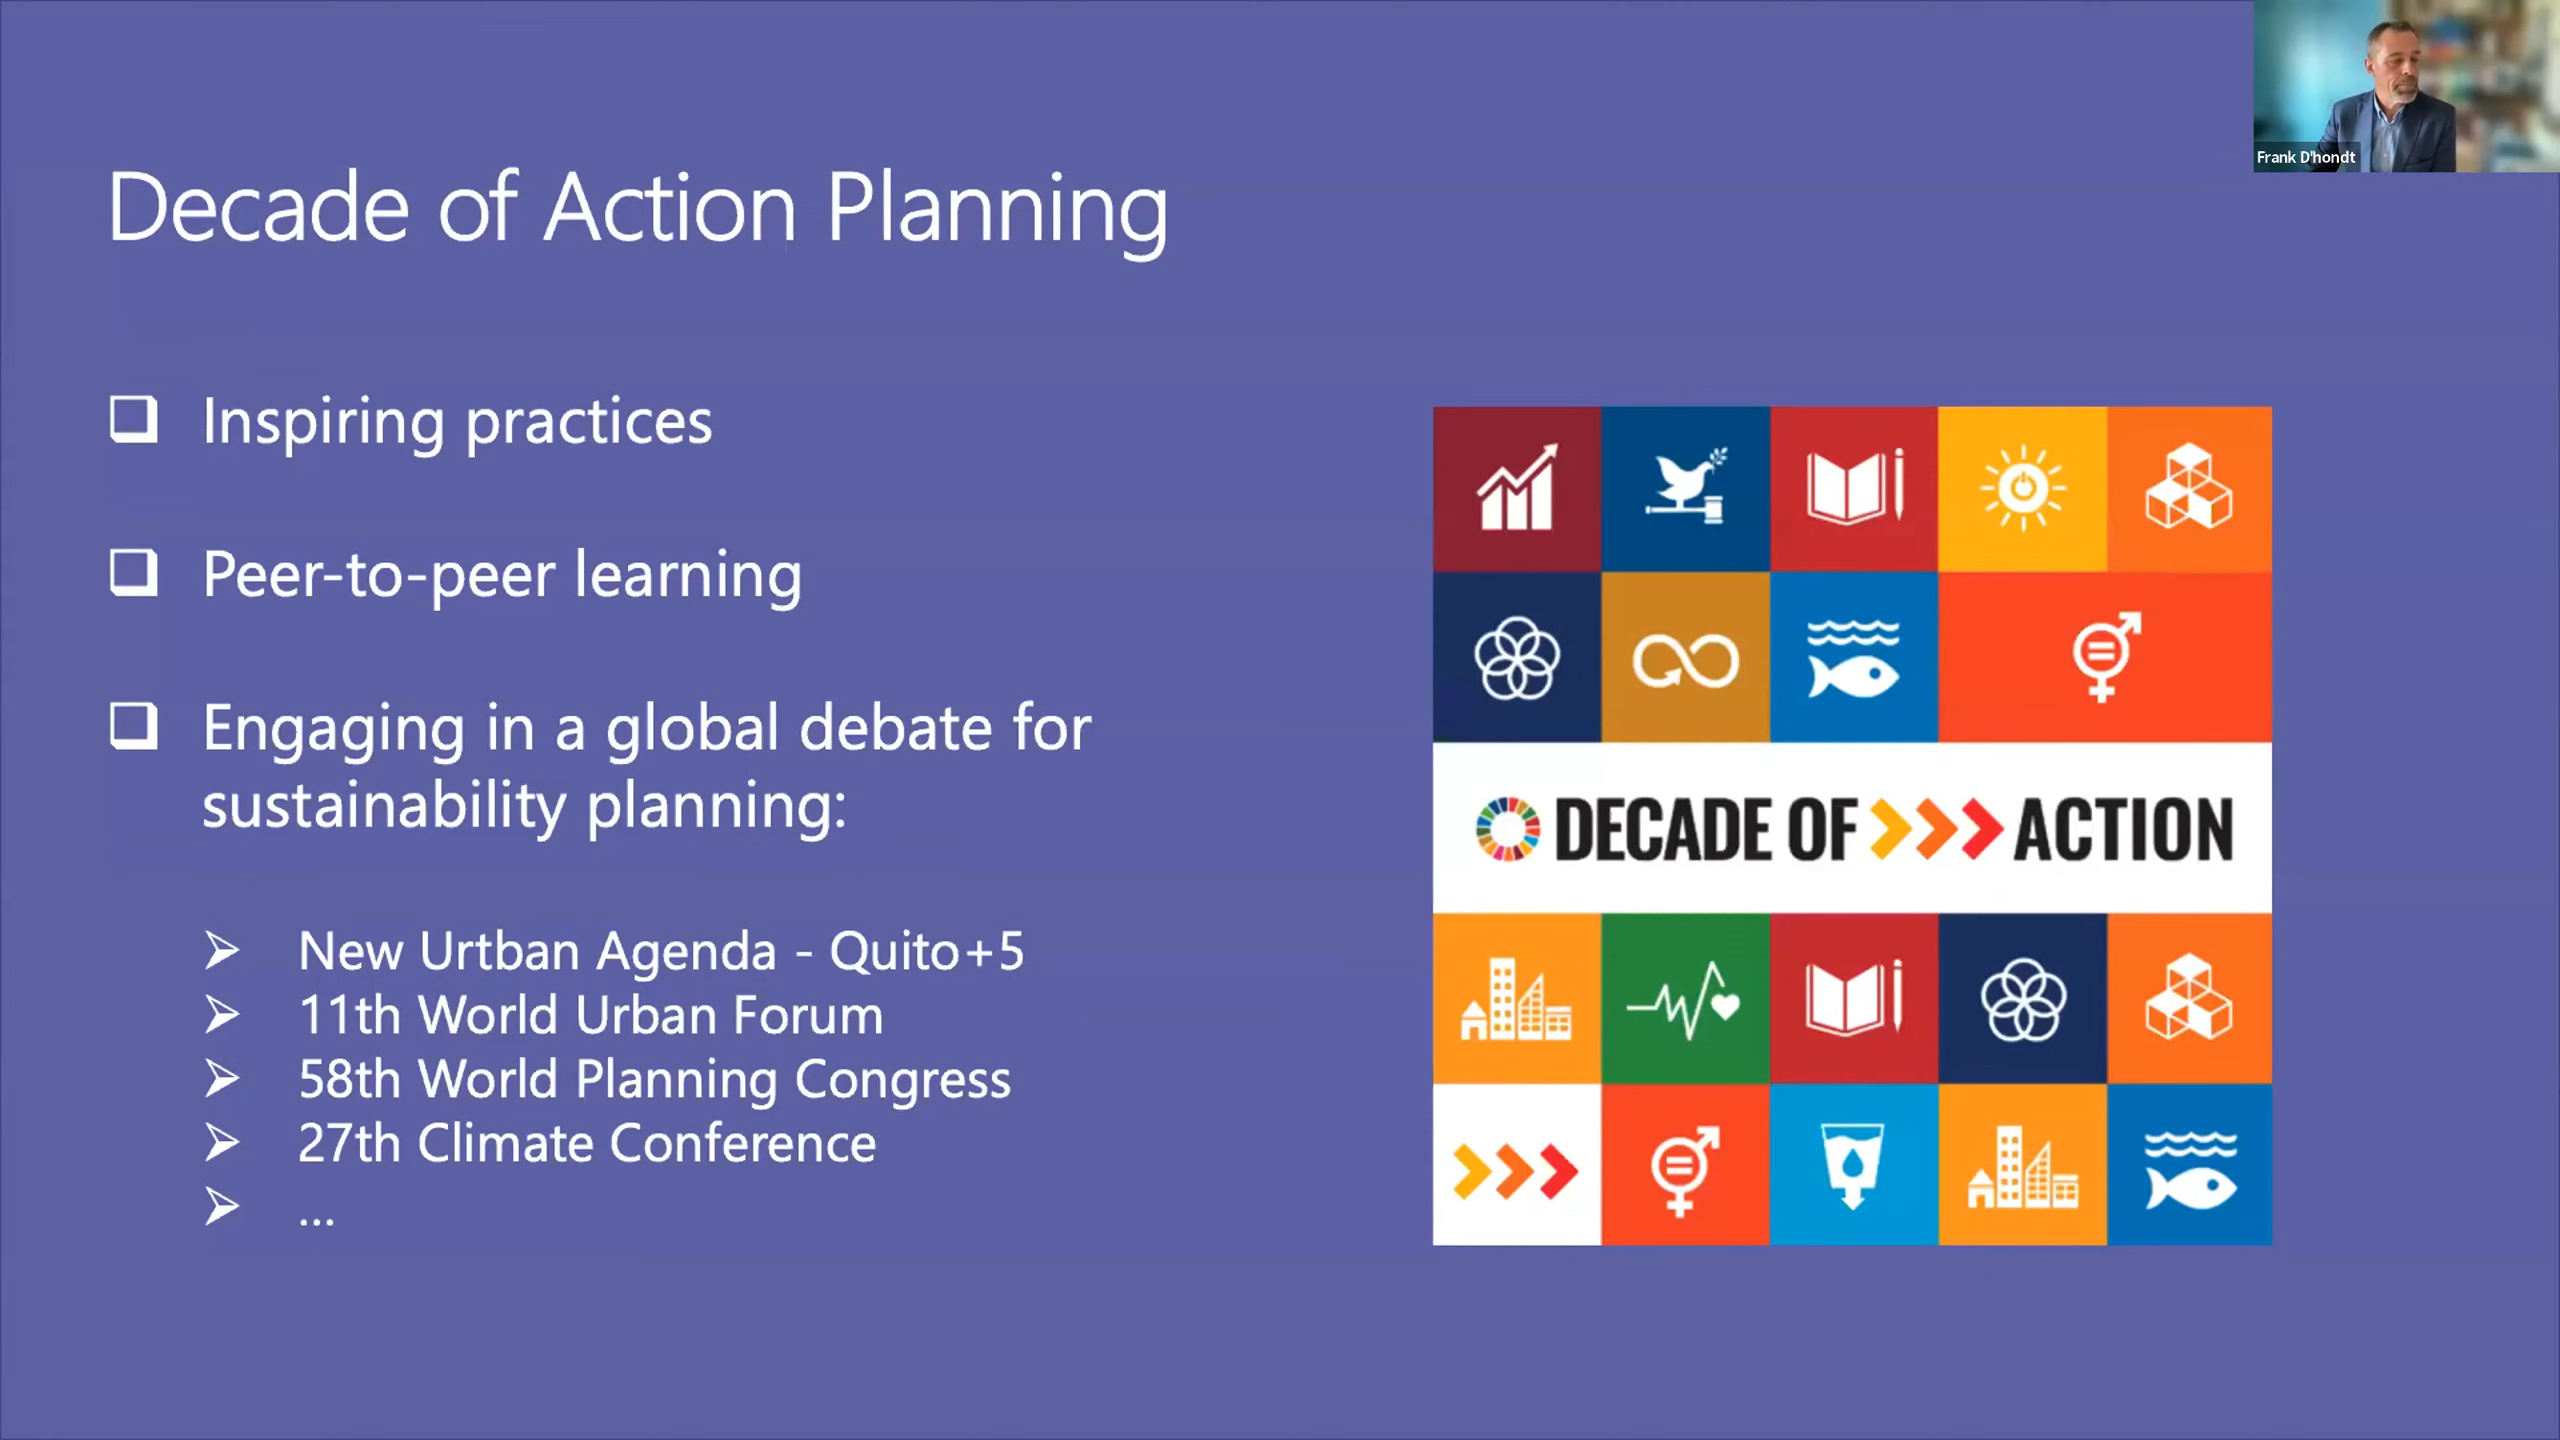 Frank D'hondt
Decade of Action Planning
Inspiring practices
Peer-to-peer learning
Engaging in a global debate for
sustainability planning:
New Urtban Agenda - Quito+5
11th World Urban Forum
58th World Planning Congress
27th Climate Conference
...
DECADE OF ACTION